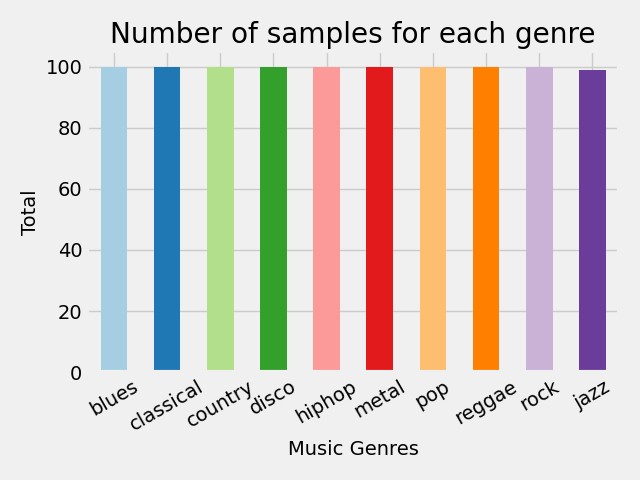 Number of samples for each genre
100
80
60
40
20
0
Total
blues
classical
country
disco
hiphop
metal
pop
reggae
rock
jazz
Music Genres